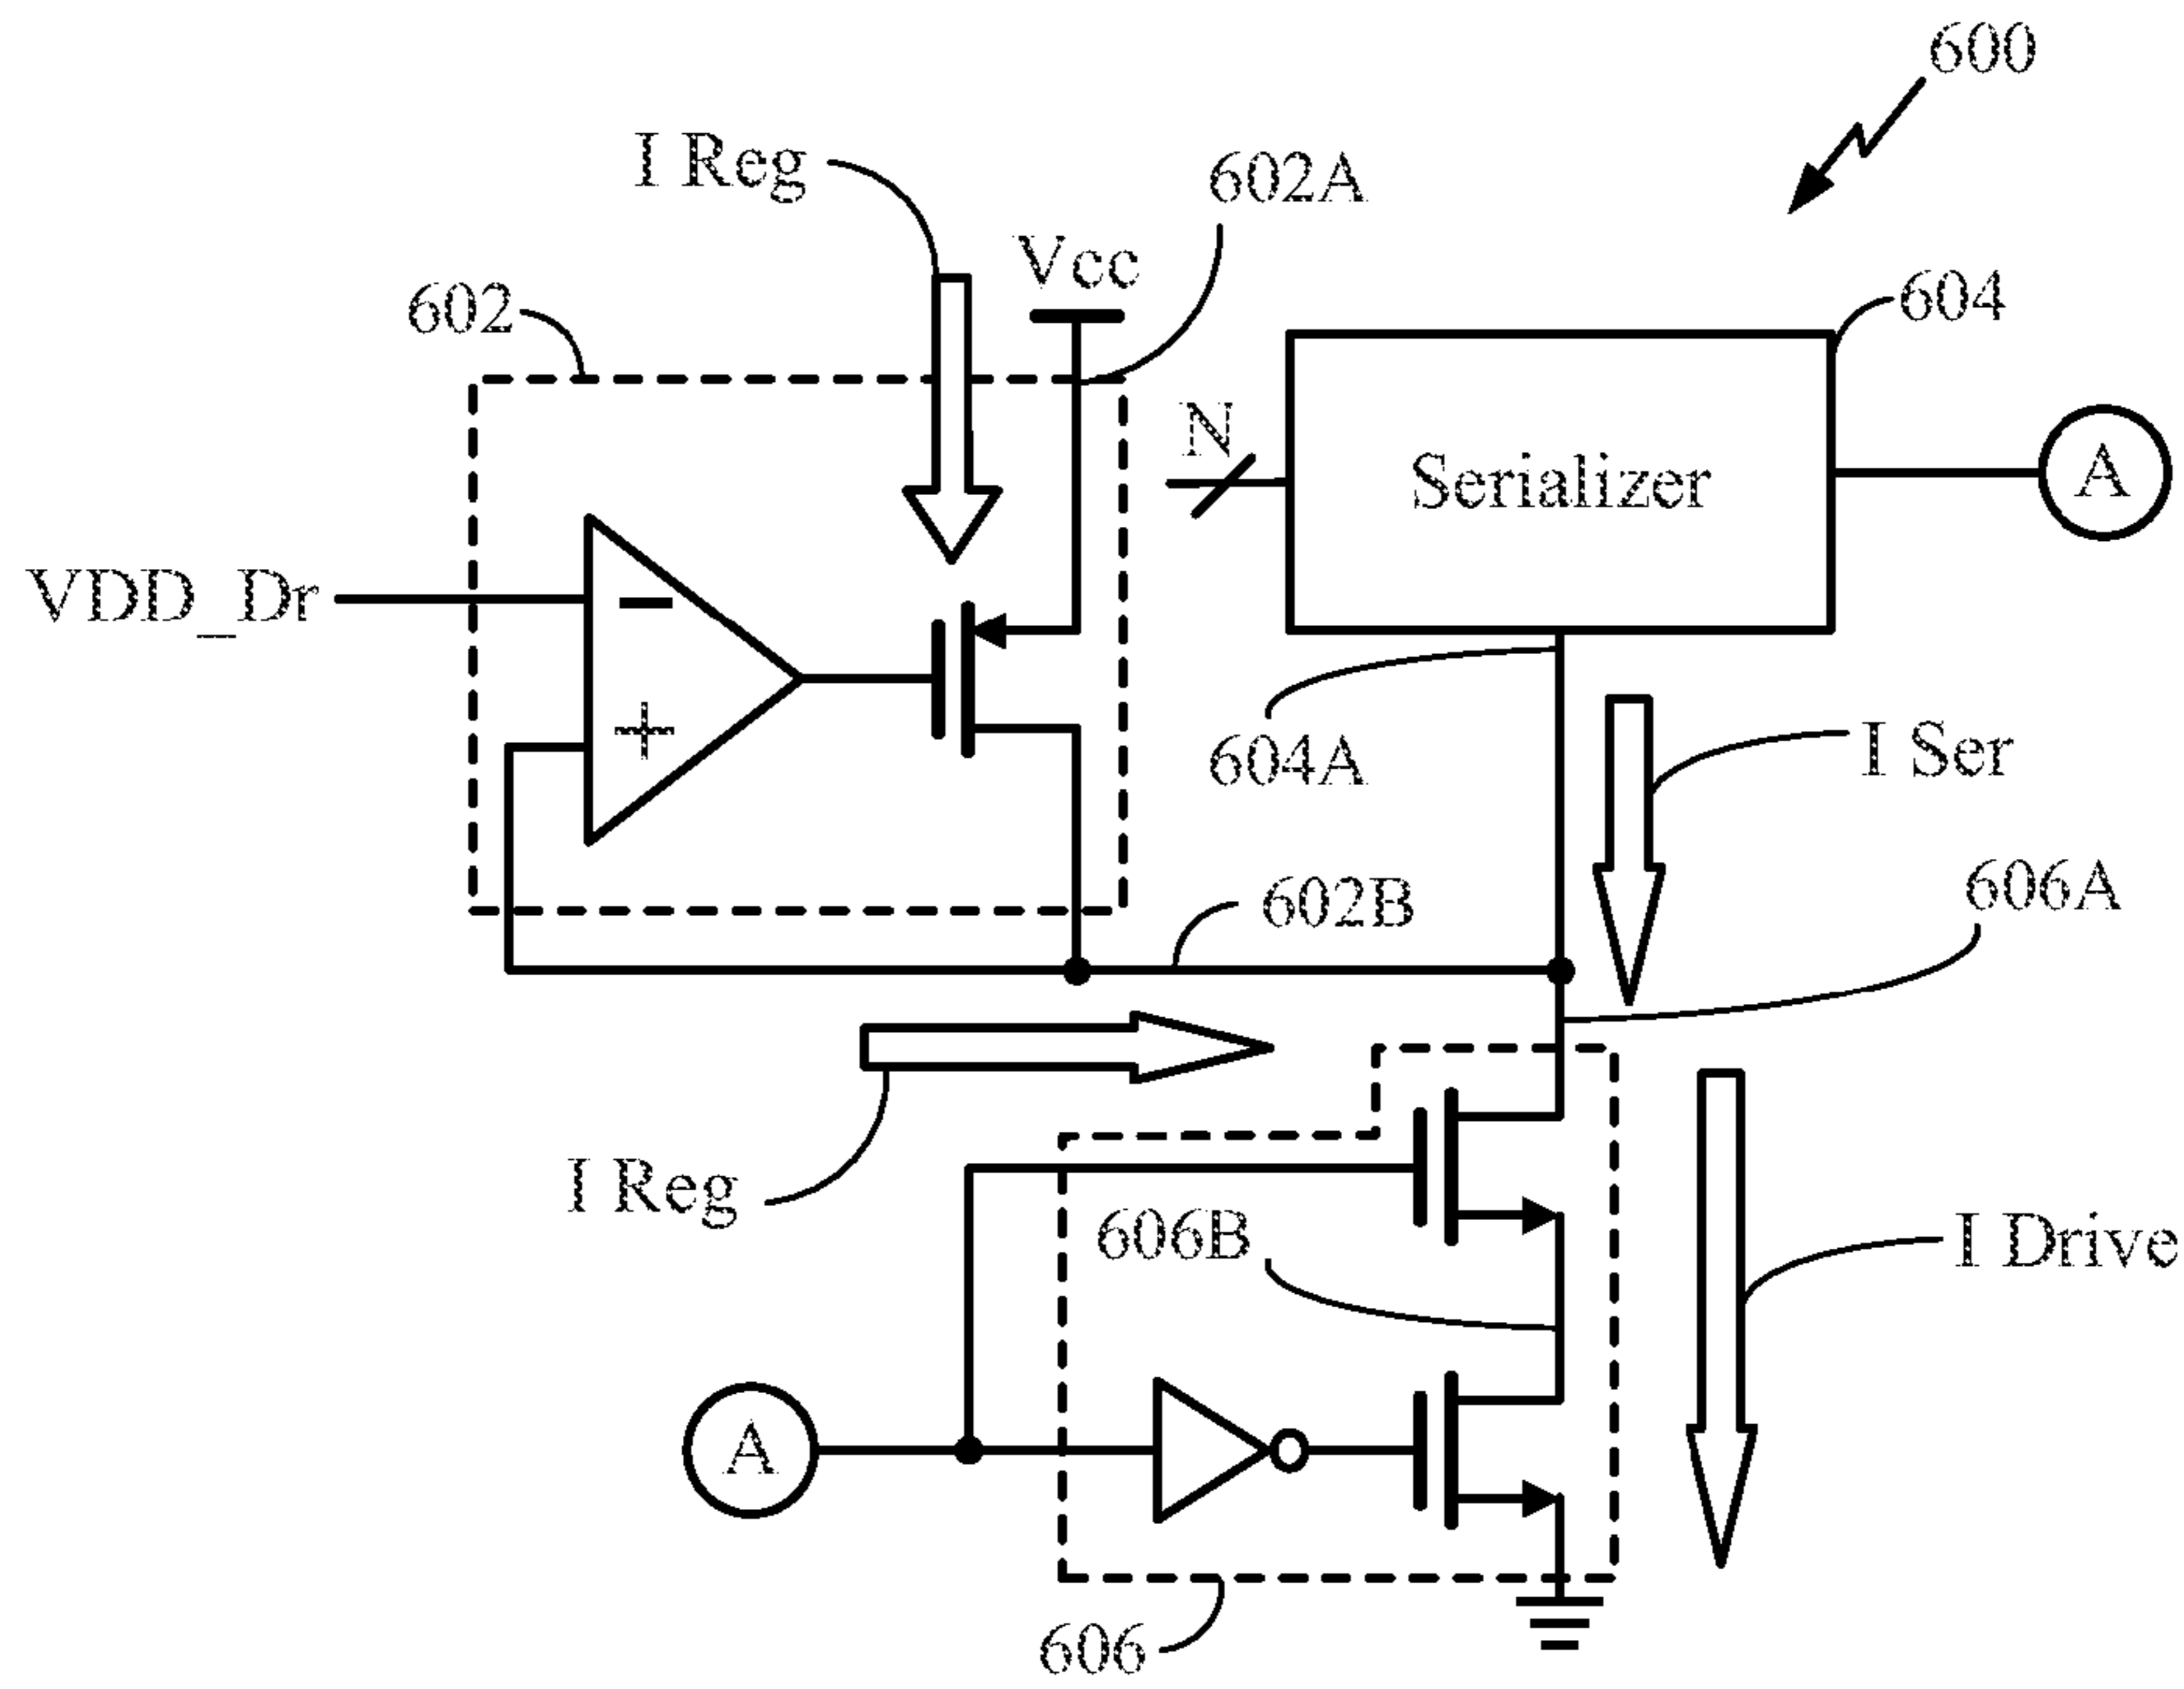 600
I Reg
602A
Vcc
602
604
N
Serializer
A
VDD_Dr
−
+
604A
I Ser
602B
606A
I Reg
606B
I Drive
A
606